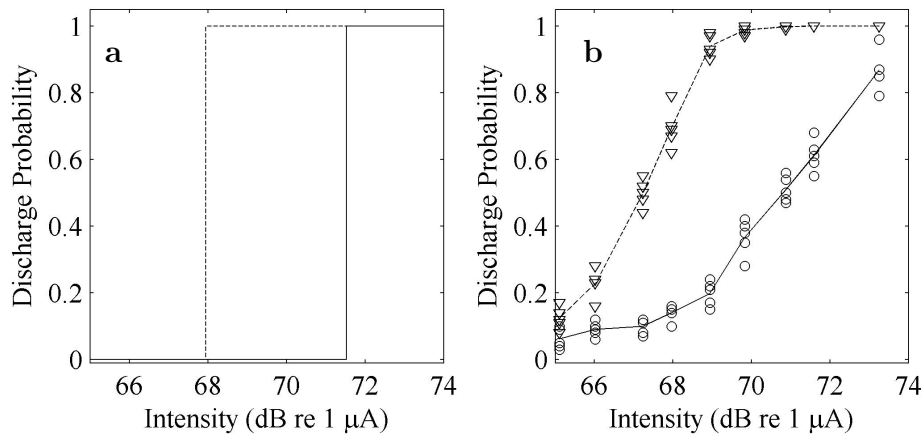 a
Discharge Probability
1
0.8
0.6
0.4
0.2
0
66 68 70 72 74
Intensity (dB re 1 µA)
b
Discharge Probability
1
0.8
0.6
0.4
0.2
0
66 68 70 72 74
Intensity (dB re 1 µA)